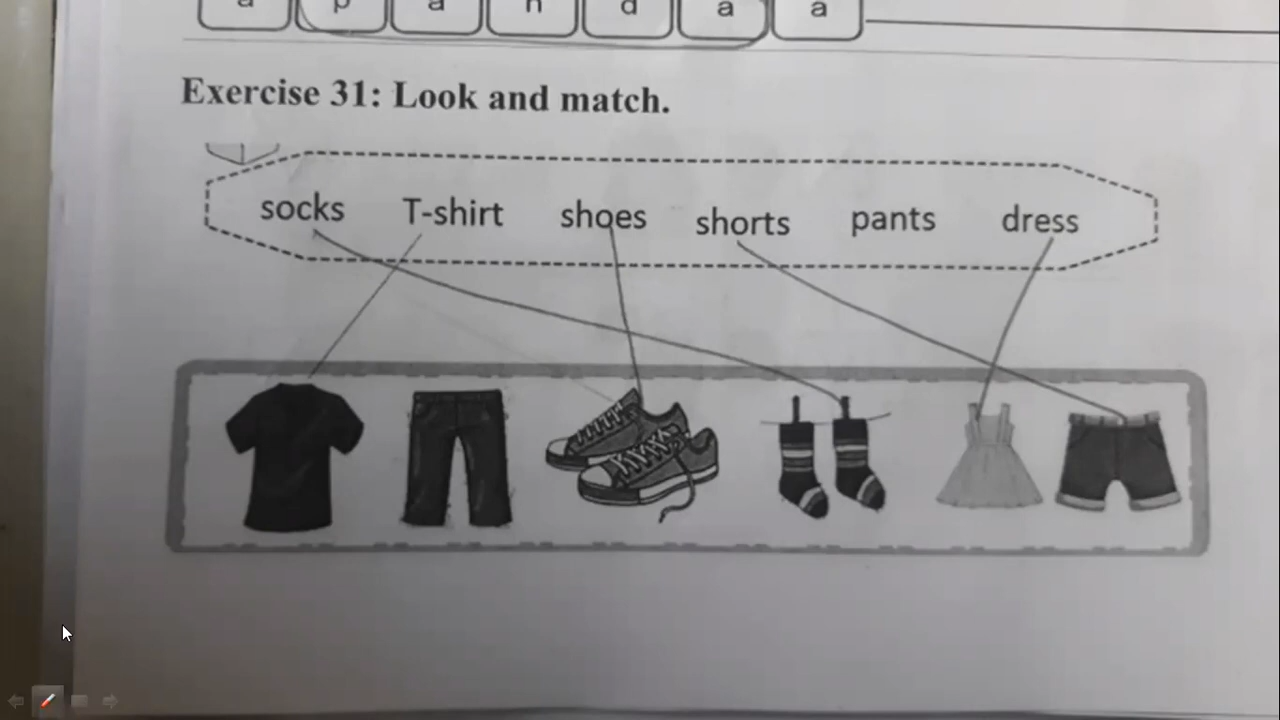 a p a n d a a
Exercise 31: Look and match.
socks T-shirt shoes shorts pants dress